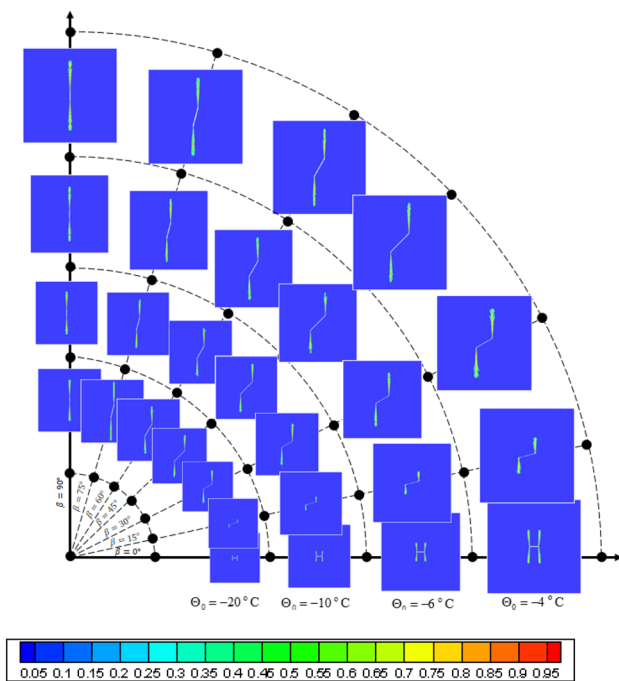 β = 90°
β = 75°
β = 60°
β = 45°
β = 30°
β = 15°
β = 0°
Θ₀ = −20 °C Θ₀ = −10 °C Θ₀ = −6 °C Θ₀ = −4 °C
0.05 0.1 0.15 0.2 0.25 0.3 0.35 0.4 0.45 0.5 0.55 0.6 0.65 0.7 0.75 0.8 0.85 0.9 0.95